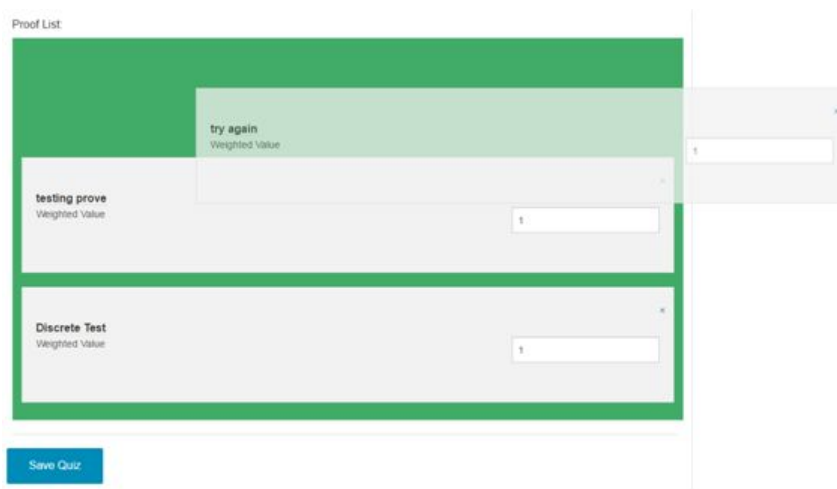 Proof List:
try again
Weighted Value
1
testing prove
Weighted Value
1
Discrete Test
Weighted Value
1
Save Quiz